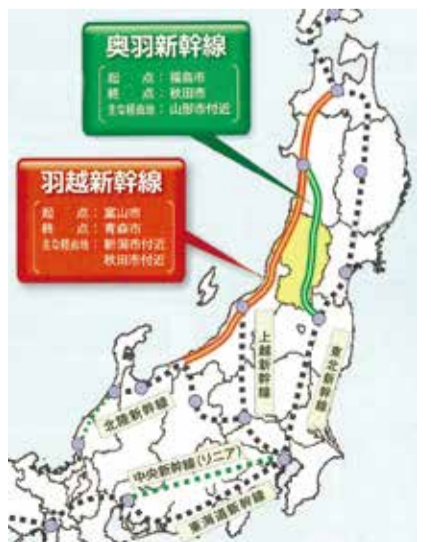 奥羽新幹線
起　点：福島市
終　点：秋田市
主な経由地：山形市付近
羽越新幹線
起　点：富山市
終　点：青森市
主な経由地：新潟市付近
秋田市付近
上越新幹線
東北新幹線
北陸新幹線
中央新幹線(リニア)
東海道新幹線